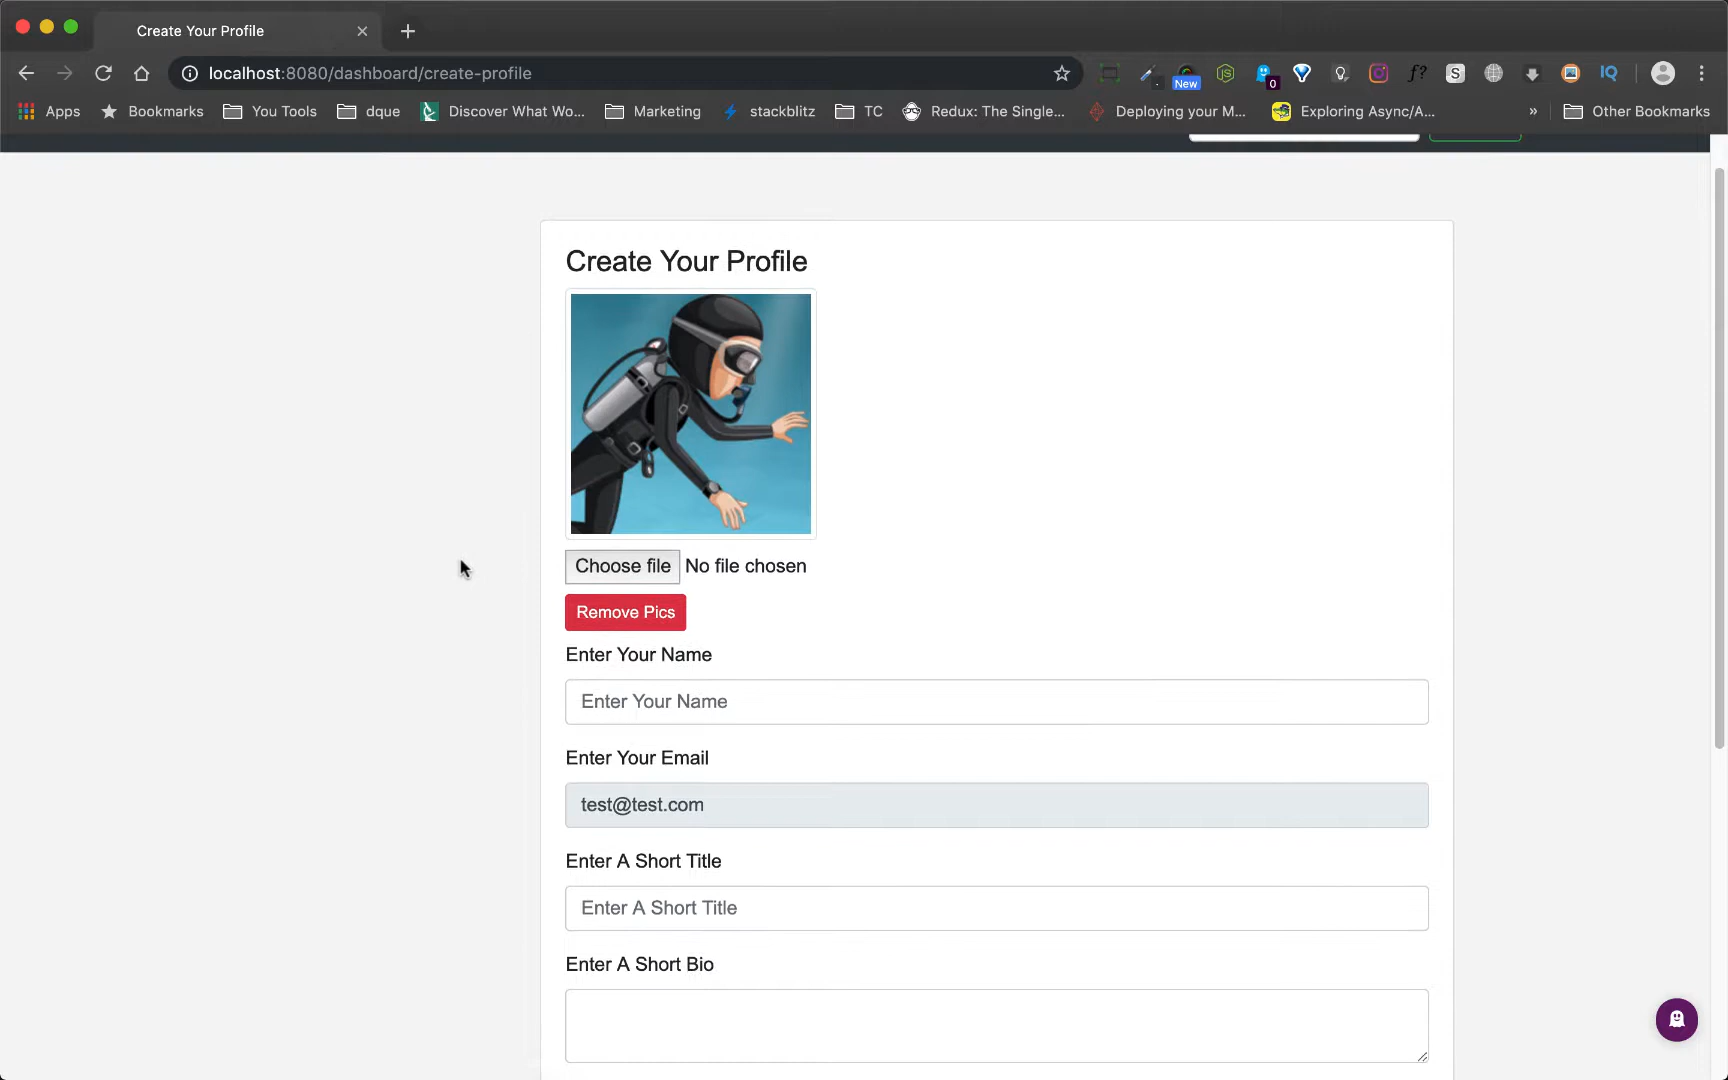 Create Your Profile
localhost:8080/dashboard/create-profile
New
0
f?
S
IQ
Apps
Bookmarks
You Tools
dque
Discover What Wo...
Marketing
stackblitz
TC
Redux: The Single...
Deploying your M...
Exploring Async/A...
»
Other Bookmarks
Create Your Profile
Choose file No file chosen
Remove Pics
Enter Your Name
Enter Your Name
Enter Your Email
test@test.com
Enter A Short Title
Enter A Short Title
Enter A Short Bio